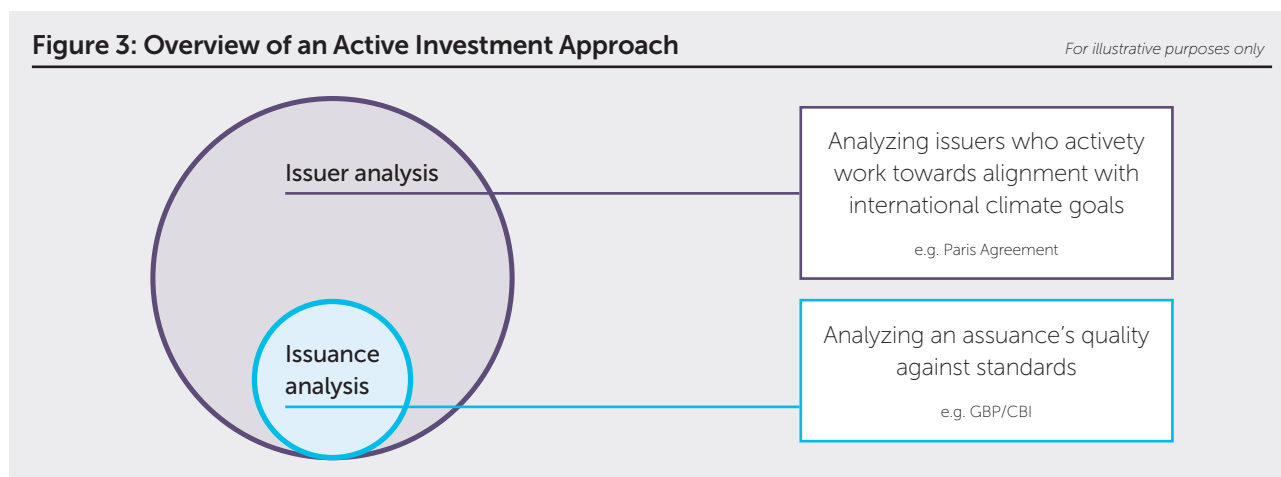 Figure 3: Overview of an Active Investment Approach
For illustrative purposes only
Issuer analysis
Analyzing issuers who activety
work towards alignment with
international climate goals
e.g. Paris Agreement
Issuance
analysis
Analyzing an assuance’s quality
against standards
e.g. GBP/CBI